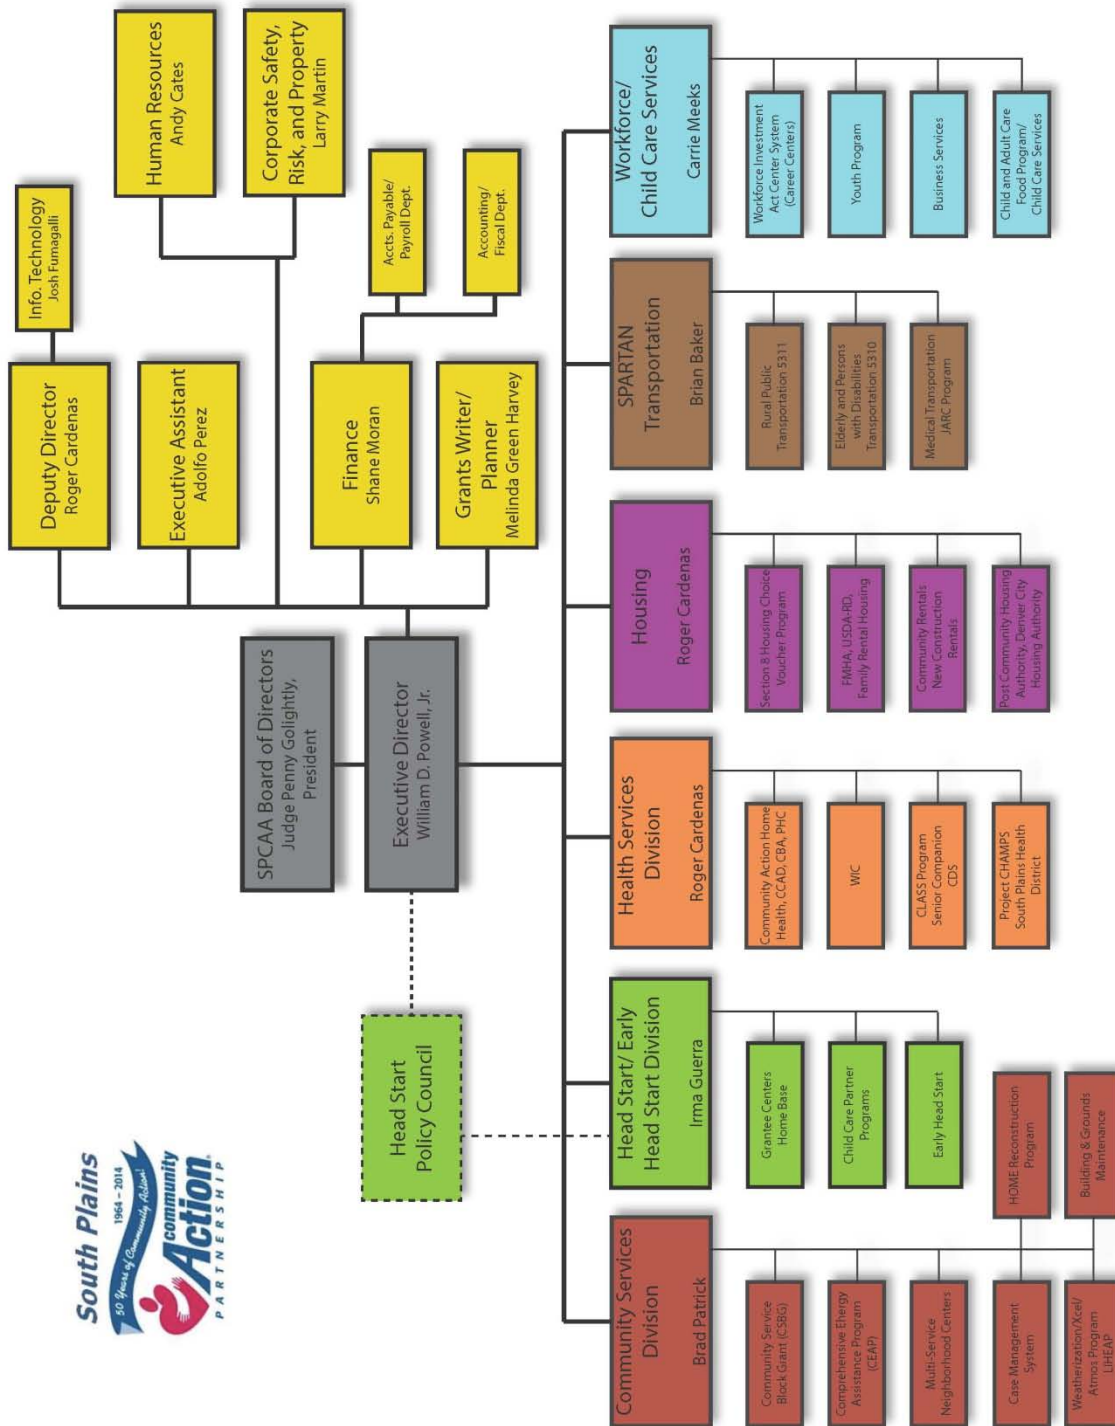 South Plains
1964 – 2014
50 Years of Community Action!
community
Action
PARTNERSHIP
SPCAA Board of Directors
Judge Penny Golightly,
President
Executive Director
William D. Powell, Jr.
Head Start
Policy Council
Deputy Director
Roger Cardenas
Info. Technology
Josh Fumagalli
Executive Assistant
Adolfo Perez
Human Resources
Andy Cates
Corporate Safety,
Risk, and Property
Larry Martin
Finance
Shane Moran
Accts. Payable/
Payroll Dept.
Accounting/
Fiscal Dept.
Grants Writer/
Planner
Melinda Green Harvey
Community Services
Division
Brad Patrick
Community Service
Block Grant (CSBG)
Comprehensive Ehergy
Assistance Program
(CEAP)
Multi-Service
Neighborhood Centers
Case Management
System
HOME Reconstruction
Program
Weatherization/Xcel/
Atmos Program
LIHEAP
Building & Grounds
Maintenance
Head Start/ Early
Head Start Division
Irma Guerra
Grantee Centers
Home Base
Child Care Partner
Programs
Early Head Start
Health Services
Division
Roger Cardenas
Community Action Home
Health, CCAD, CBA, PHC
WIC
CLASS Program
Senior Companion
CDS
Project CHAMPS
South Plains Health
District
Housing
Roger Cardenas
Section 8 Housing Choice
Voucher Program
FMHA, USDA-RD,
Family Rental Housing
Community Rentals
New Construction
Rentals
Post Community Housing
Authority, Denver City
Housing Authority
SPARTAN
Transportation
Brian Baker
Rural Public
Transportation 5311
Elderly and Persons
with Disabilities
Transportation 5310
Medical Transportation
JARC Program
Workforce/
Child Care Services
Carrie Meeks
Workforce Investment
Act Center System
(Career Centers)
Youth Program
Business Services
Child and Adult Care
Food Program/
Child Care Services